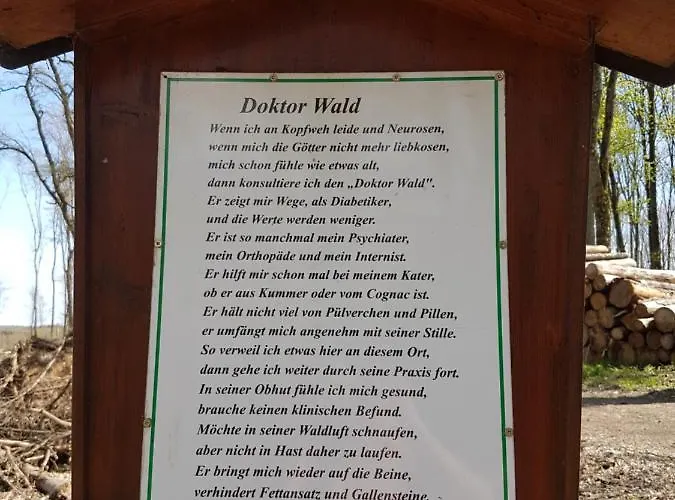 Doktor Wald
Wenn ich an Kopfweh leide und Neurosen,
wenn mich die Götter nicht mehr liebkosen,
mich schon fühle wie etwas alt,
dann konsultiere ich den „Doktor Wald".
Er zeigt mir Wege, als Diabetiker,
und die Werte werden weniger.
Er ist so manchmal mein Psychiater,
mein Orthopäde und mein Internist.
Er hilft mir schon mal bei meinem Kater,
ob er aus Kummer oder vom Cognac ist.
Er hält nicht viel von Pülverchen und Pillen,
er umfängt mich angenehm mit seiner Stille.
So verweil ich etwas hier an diesem Ort,
dann gehe ich weiter durch seine Praxis fort.
In seiner Obhut fühle ich mich gesund,
brauche keinen klinischen Befund.
Möchte in seiner Waldluft schnaufen,
aber nicht in Hast daher zu laufen.
Er bringt mich wieder auf die Beine,
verhindert Fettansatz und Gallensteine,